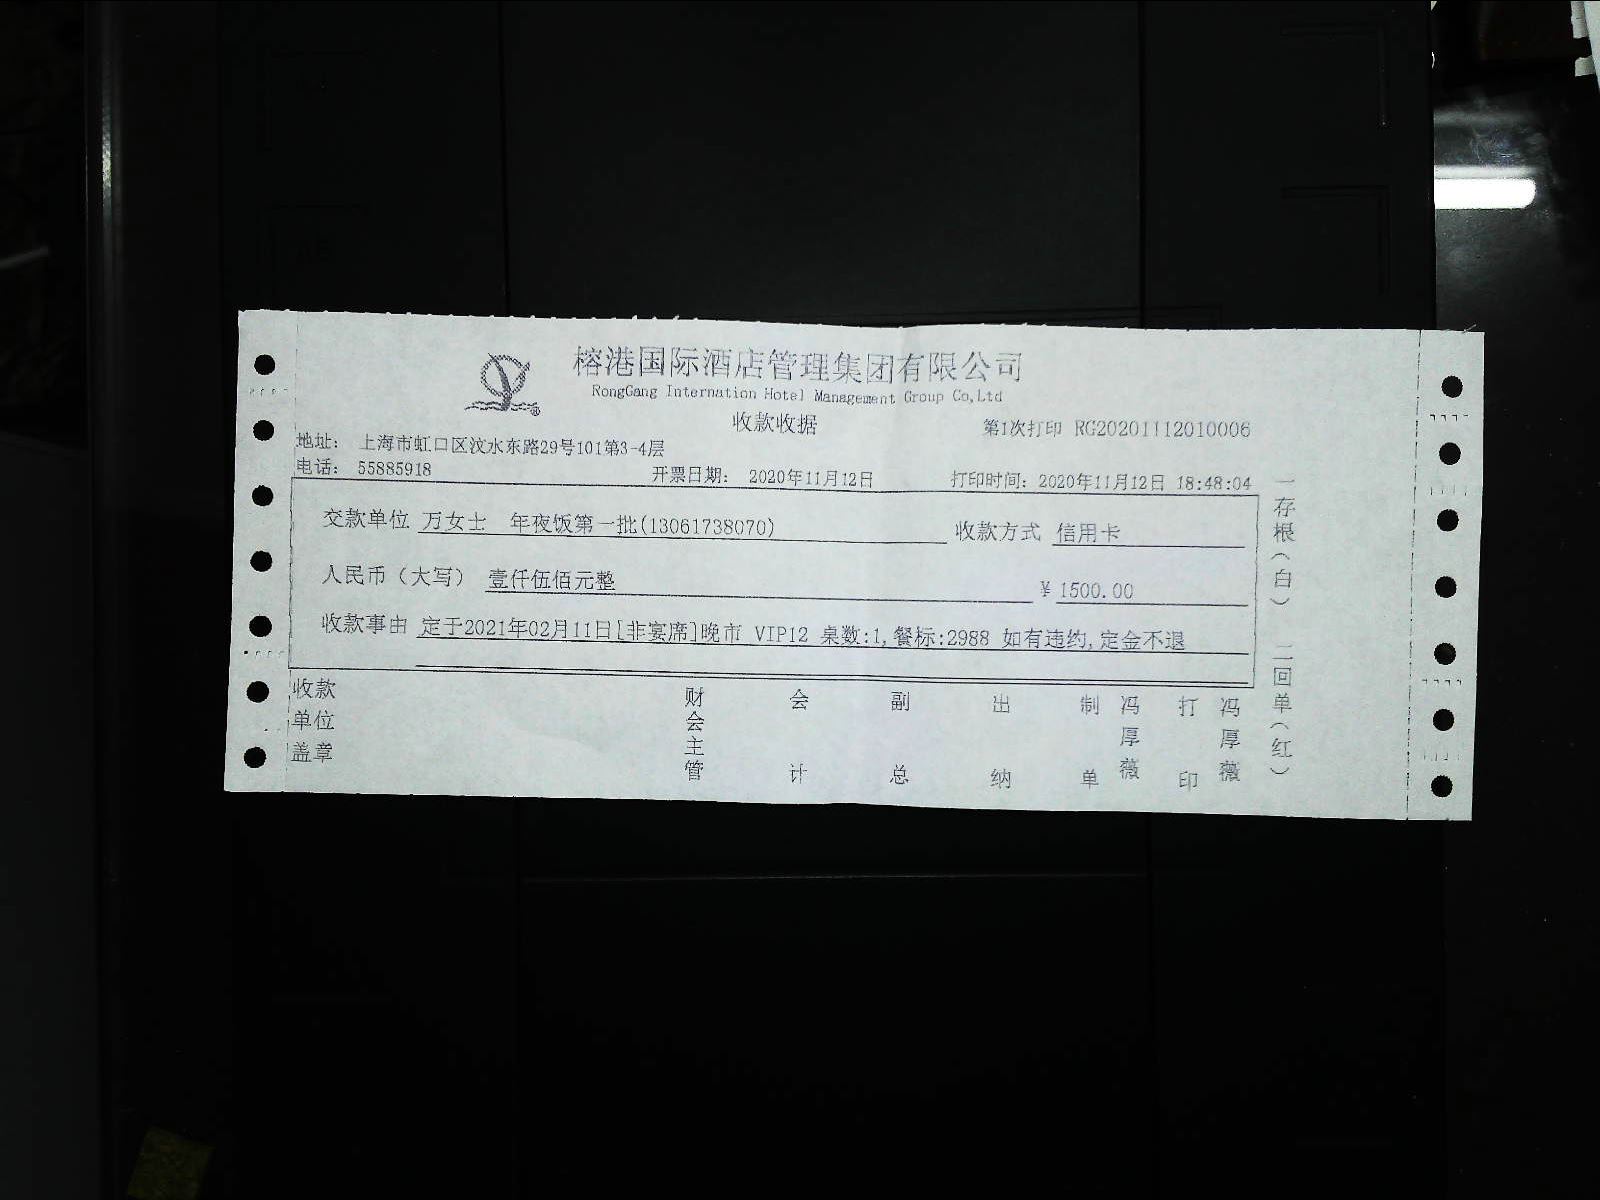 榕港国际酒店管理集团有限公司
RongGang Internation Hotel Management Group Co,Ltd
收款收据
第1次打印 RG20201112010006
地址： 上海市虹口区汶水东路29号101第3-4层
电话： 55885918
开票日期： 2020年11月12日
打印时间：2020年11月12日 18:48:04
交款单位 万女士 年夜饭第一批(13061738070)
收款方式 信用卡
人民币（大写） 壹仟伍佰元整
¥ 1500.00
收款事由 定于2021年02月11日[非宴席]晚市 VIP12 桌数:1,餐标:2988 如有违约,定金不退
收款单位盖章
财会主管
会计
副总
出纳
制单
冯厚薇
打印
冯厚薇
一存根（白） 二回单（红）